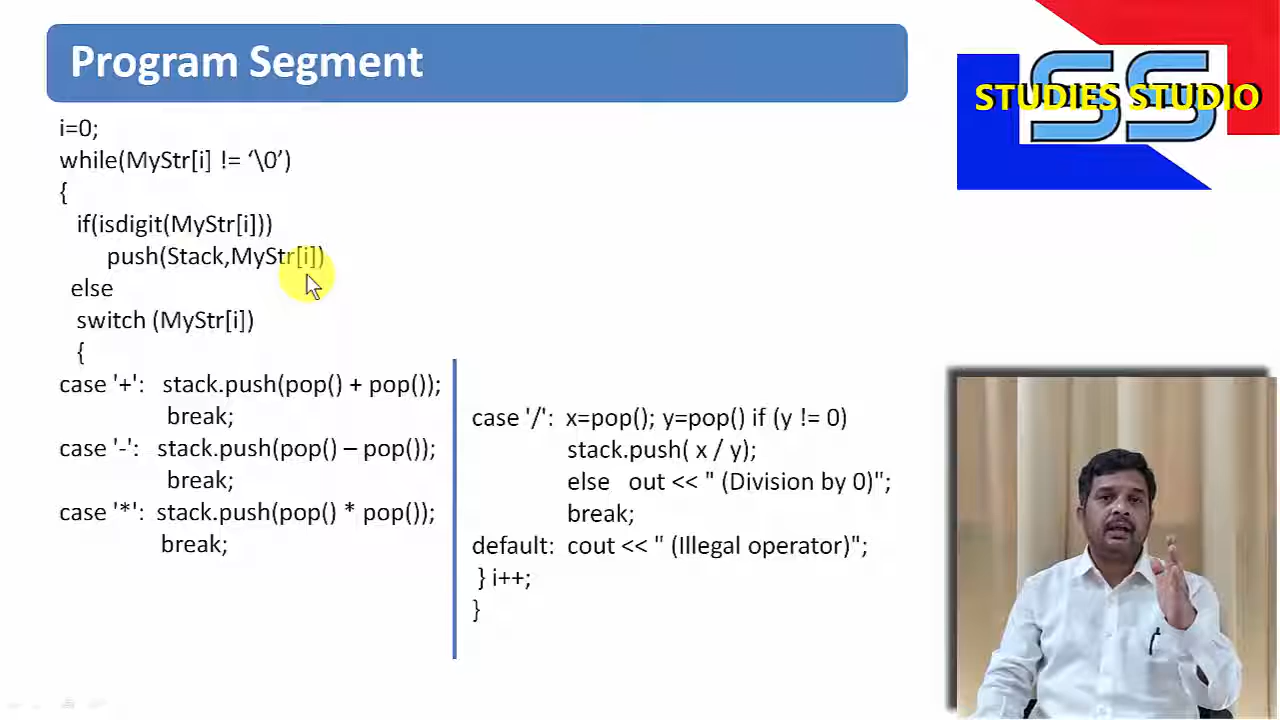 Program Segment
STUDIES STUDIO
SS
i=0;
while(MyStr[i] != ‘\0’)
{
if(isdigit(MyStr[i]))
push(Stack,MyStr[i])
else
switch (MyStr[i])
{
case '+': stack.push(pop() + pop());
break;
case '-': stack.push(pop() – pop());
break;
case '*': stack.push(pop() * pop());
break;
case '/': x=pop(); y=pop() if (y != 0)
stack.push( x / y);
else out << " (Division by 0)";
break;
default: cout << " (Illegal operator)";
} i++;
}